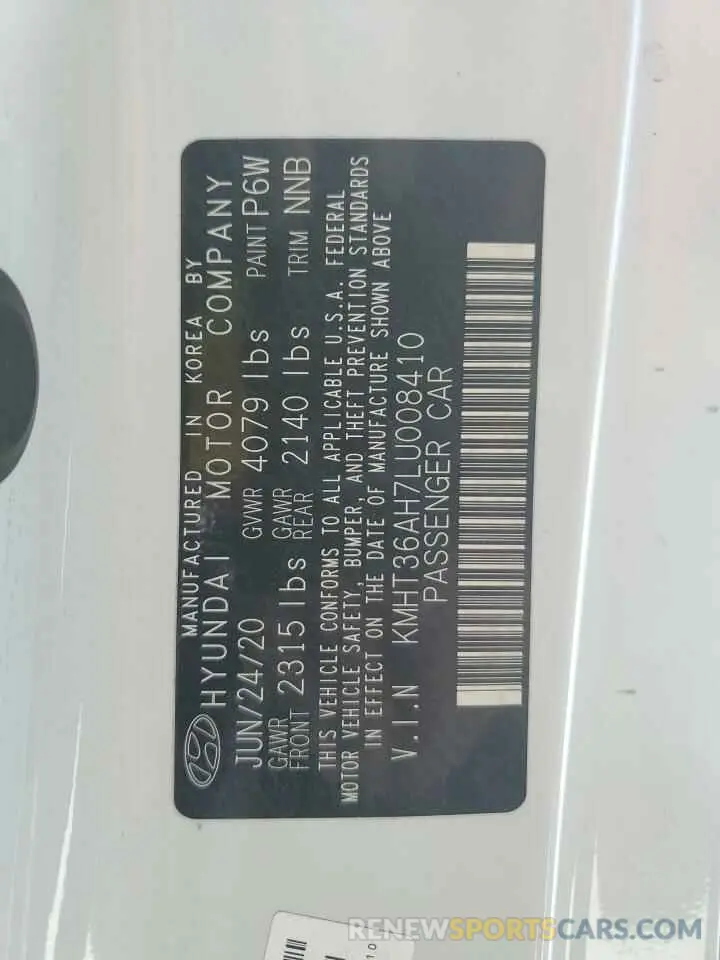 MANUFACTURED IN KOREA BY
HYUNDAI MOTOR COMPANY
JUN/24/20 GVWR 4079 lbs PAINT P6W
GAWR FRONT 2315 lbs GAWR REAR 2140 lbs TRIM NNB
THIS VEHICLE CONFORMS TO ALL APPLICABLE U.S.A. FEDERAL
MOTOR VEHICLE SAFETY, BUMPER, AND THEFT PREVENTION STANDARDS
IN EFFECT ON THE DATE OF MANUFACTURE SHOWN ABOVE
V.I.N KMHT36AH7LU008410
PASSENGER CAR
RENEWSPORTSCARS.COM